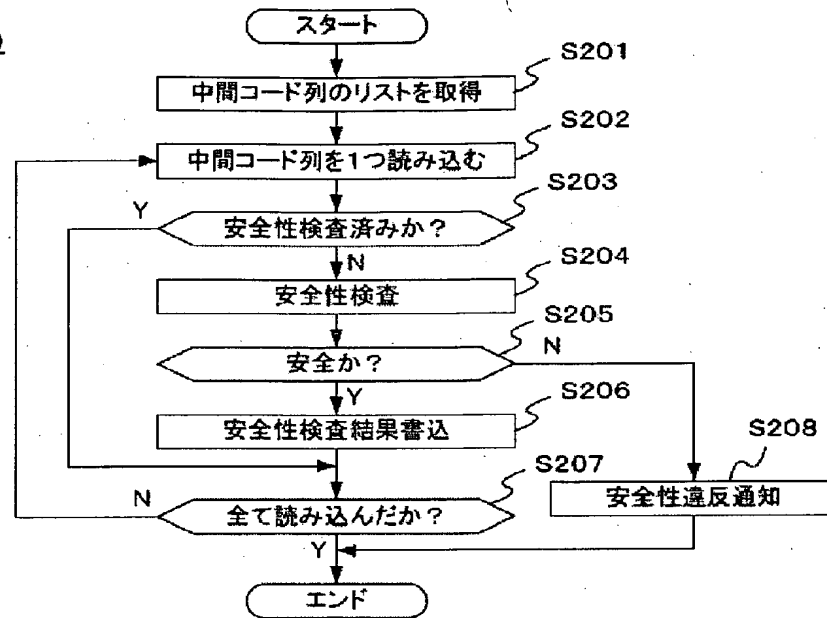 スタート
S201
中間コード列のリストを取得
S202
中間コード列を1つ読み込む
S203
Y
安全性検査済みか？
N
S204
安全性検査
S205
安全か？
N
Y
S206
安全性検査結果書込
S208
S207
N
全て読み込んだか？
安全性違反通知
Y
エンド